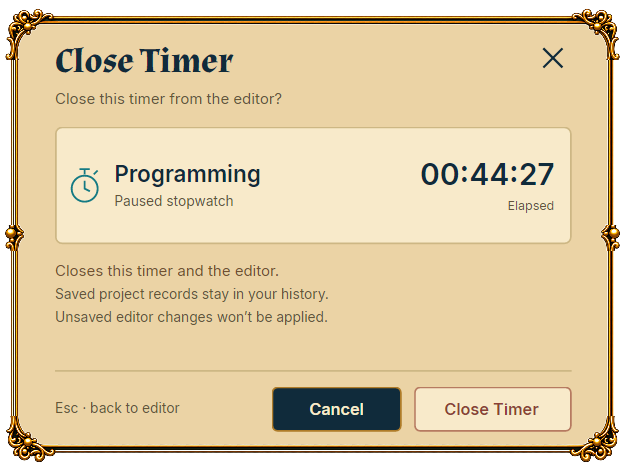 Close Timer
Close this timer from the editor?
Programming
Paused stopwatch
00:44:27
Elapsed
Closes this timer and the editor.
Saved project records stay in your history.
Unsaved editor changes won’t be applied.
Esc · back to editor
Cancel
Close Timer